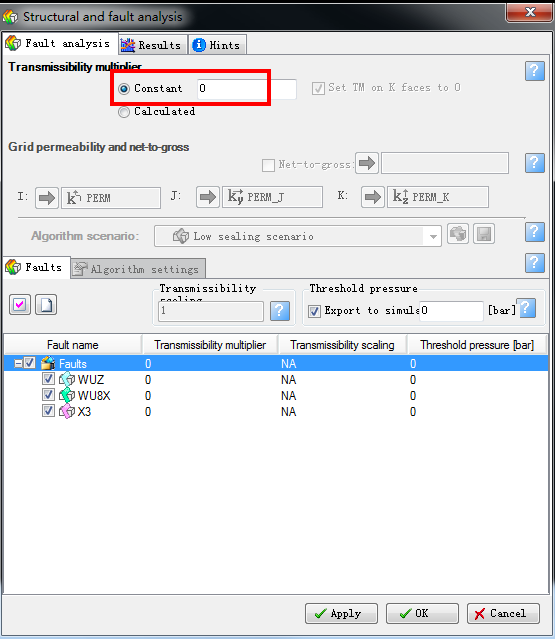 Structural and fault analysis
Fault analysis Results Hints
Transmissibility multiplier
Constant 0 Set TM on K faces to 0
Calculated
Grid permeability and net-to-gross
Net-to-gross:
I: PERM J: PERM_J K: PERM_K
Algorithm scenario: Low sealing scenario
Faults Algorithm settings
Transmissibility scaling Threshold pressure
1 Export to simula 0 [bar]
Fault name Transmissibility multiplier Transmissibility scaling Threshold pressure [bar]
Faults 0 NA 0
WUZ 0 NA 0
WU8X 0 NA 0
X3 0 NA 0
Apply OK Cancel